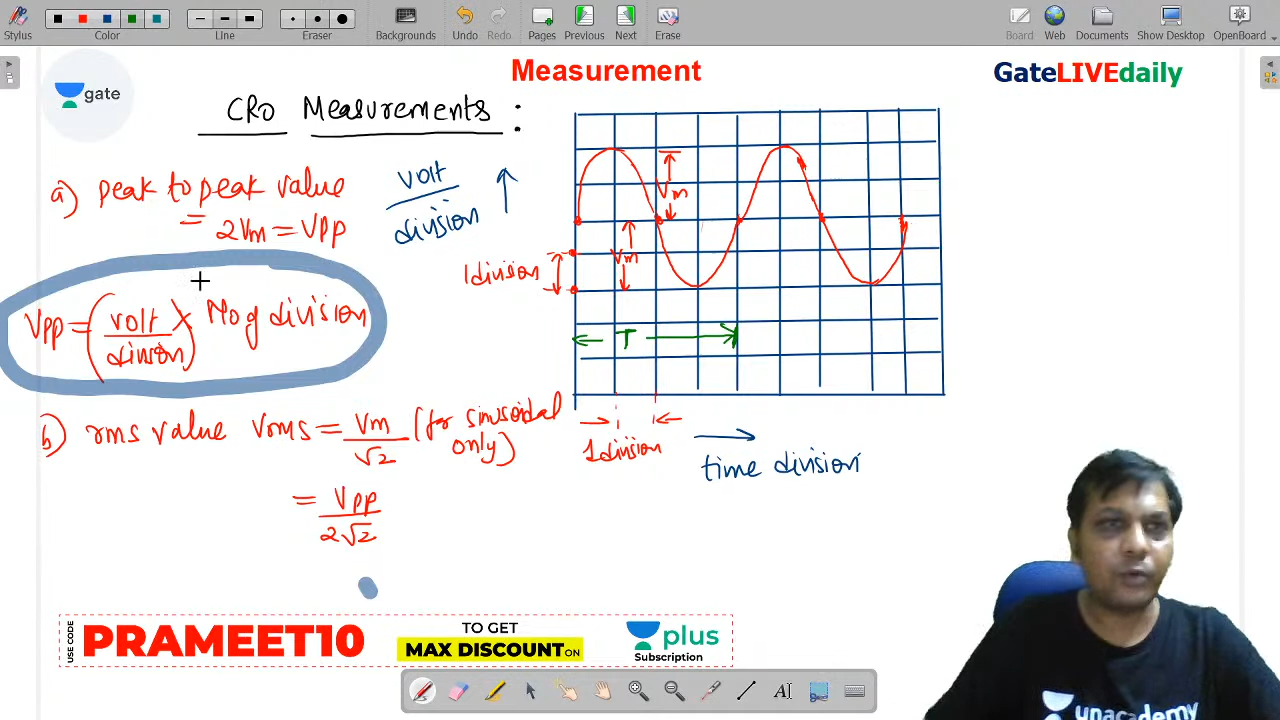 Stylus
Color
Line
Eraser
Backgrounds
Undo
Redo
Pages
Previous
Next
Erase
Board
Web
Documents
Show Desktop
OpenBoard
gate
Measurement
GateLIVEdaily
CRO Measurements :
a) peak to peak value
= 2Vm = VPP
volt
division
VPP = (volt/divison) × No of division
b) rms value Vrms = Vm/√2 (for sinusoidal only)
= VPP
2√2
Vm
Vm
1division
T
1division
time division
USE CODE
PRAMEET10
TO GET
MAX DISCOUNT ON
plus
Subscription
unacademy